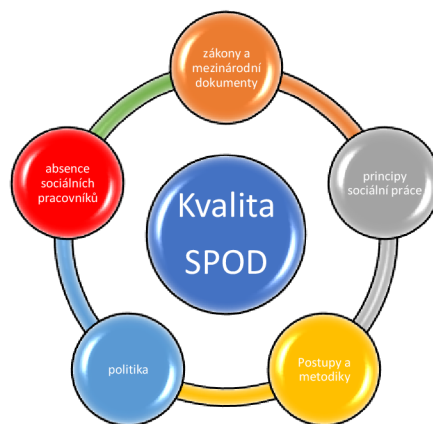 zákony a
mezinárodní
dokumenty
absence
sociálních
pracovníků
principy
sociální práce
Kvalita
SPOD
politika
Postupy a
metodiky